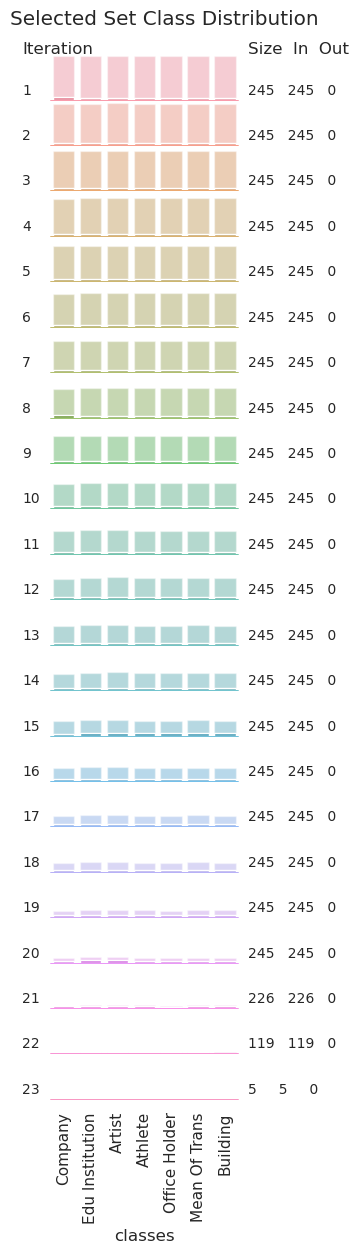 Selected Set Class Distribution
Iteration Size In Out
1 245 245 0
2 245 245 0
3 245 245 0
4 245 245 0
5 245 245 0
6 245 245 0
7 245 245 0
8 245 245 0
9 245 245 0
10 245 245 0
11 245 245 0
12 245 245 0
13 245 245 0
14 245 245 0
15 245 245 0
16 245 245 0
17 245 245 0
18 245 245 0
19 245 245 0
20 245 245 0
21 226 226 0
22 119 119 0
23 5 5 0
Company
Edu Institution
Artist
Athlete
Office Holder
Mean Of Trans
Building
classes